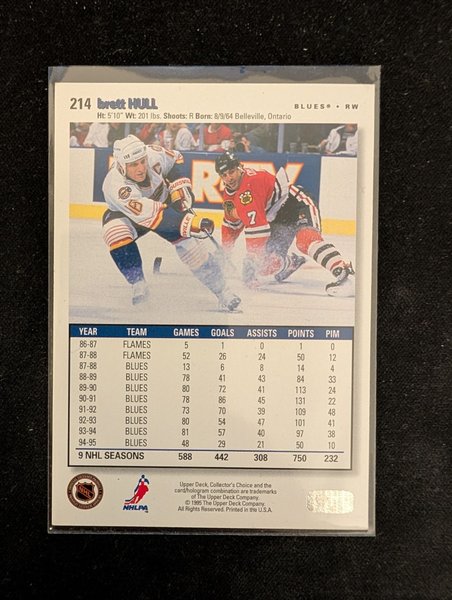 214 brett HULL
BLUES® • RW
Ht: 5'10" Wt: 201 lbs. Shoots: R Born: 8/9/64 Belleville, Ontario
7
YEAR TEAM GAMES GOALS ASSISTS POINTS PIM
86-87 FLAMES 5 1 0 1 0
87-88 FLAMES 52 26 24 50 12
87-88 BLUES 13 6 8 14 4
88-89 BLUES 78 41 43 84 33
89-90 BLUES 80 72 41 113 24
90-91 BLUES 78 86 45 131 22
91-92 BLUES 73 70 39 109 48
92-93 BLUES 80 54 47 101 41
93-94 BLUES 81 57 40 97 38
94-95 BLUES 48 29 21 50 10
9 NHL SEASONS 588 442 308 750 232
NHL
NHLPA
Upper Deck, Collector's Choice and the
card/hologram combination are trademarks
of The Upper Deck Company.
© 1995 The Upper Deck Company.
All Rights Reserved. Printed in the U.S.A.